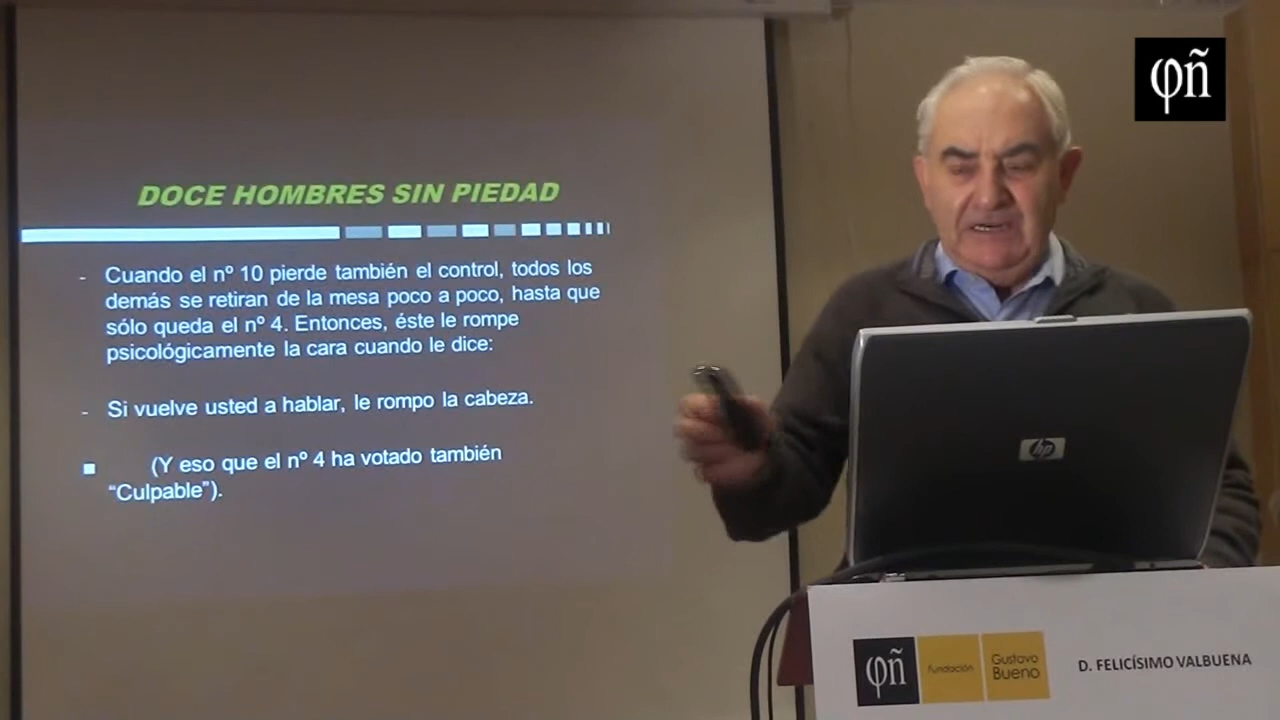 φñ
DOCE HOMBRES SIN PIEDAD
- Cuando el nº 10 pierde también el control, todos los
demás se retiran de la mesa poco a poco, hasta que
sólo queda el nº 4. Entonces, éste le rompe
psicológicamente la cara cuando le dice:
- Si vuelve usted a hablar, le rompo la cabeza.
(Y eso que el nº 4 ha votado también
“Culpable”).
hp
φñ
fundación
Gustavo
Bueno
D. FELICÍSIMO VALBUENA